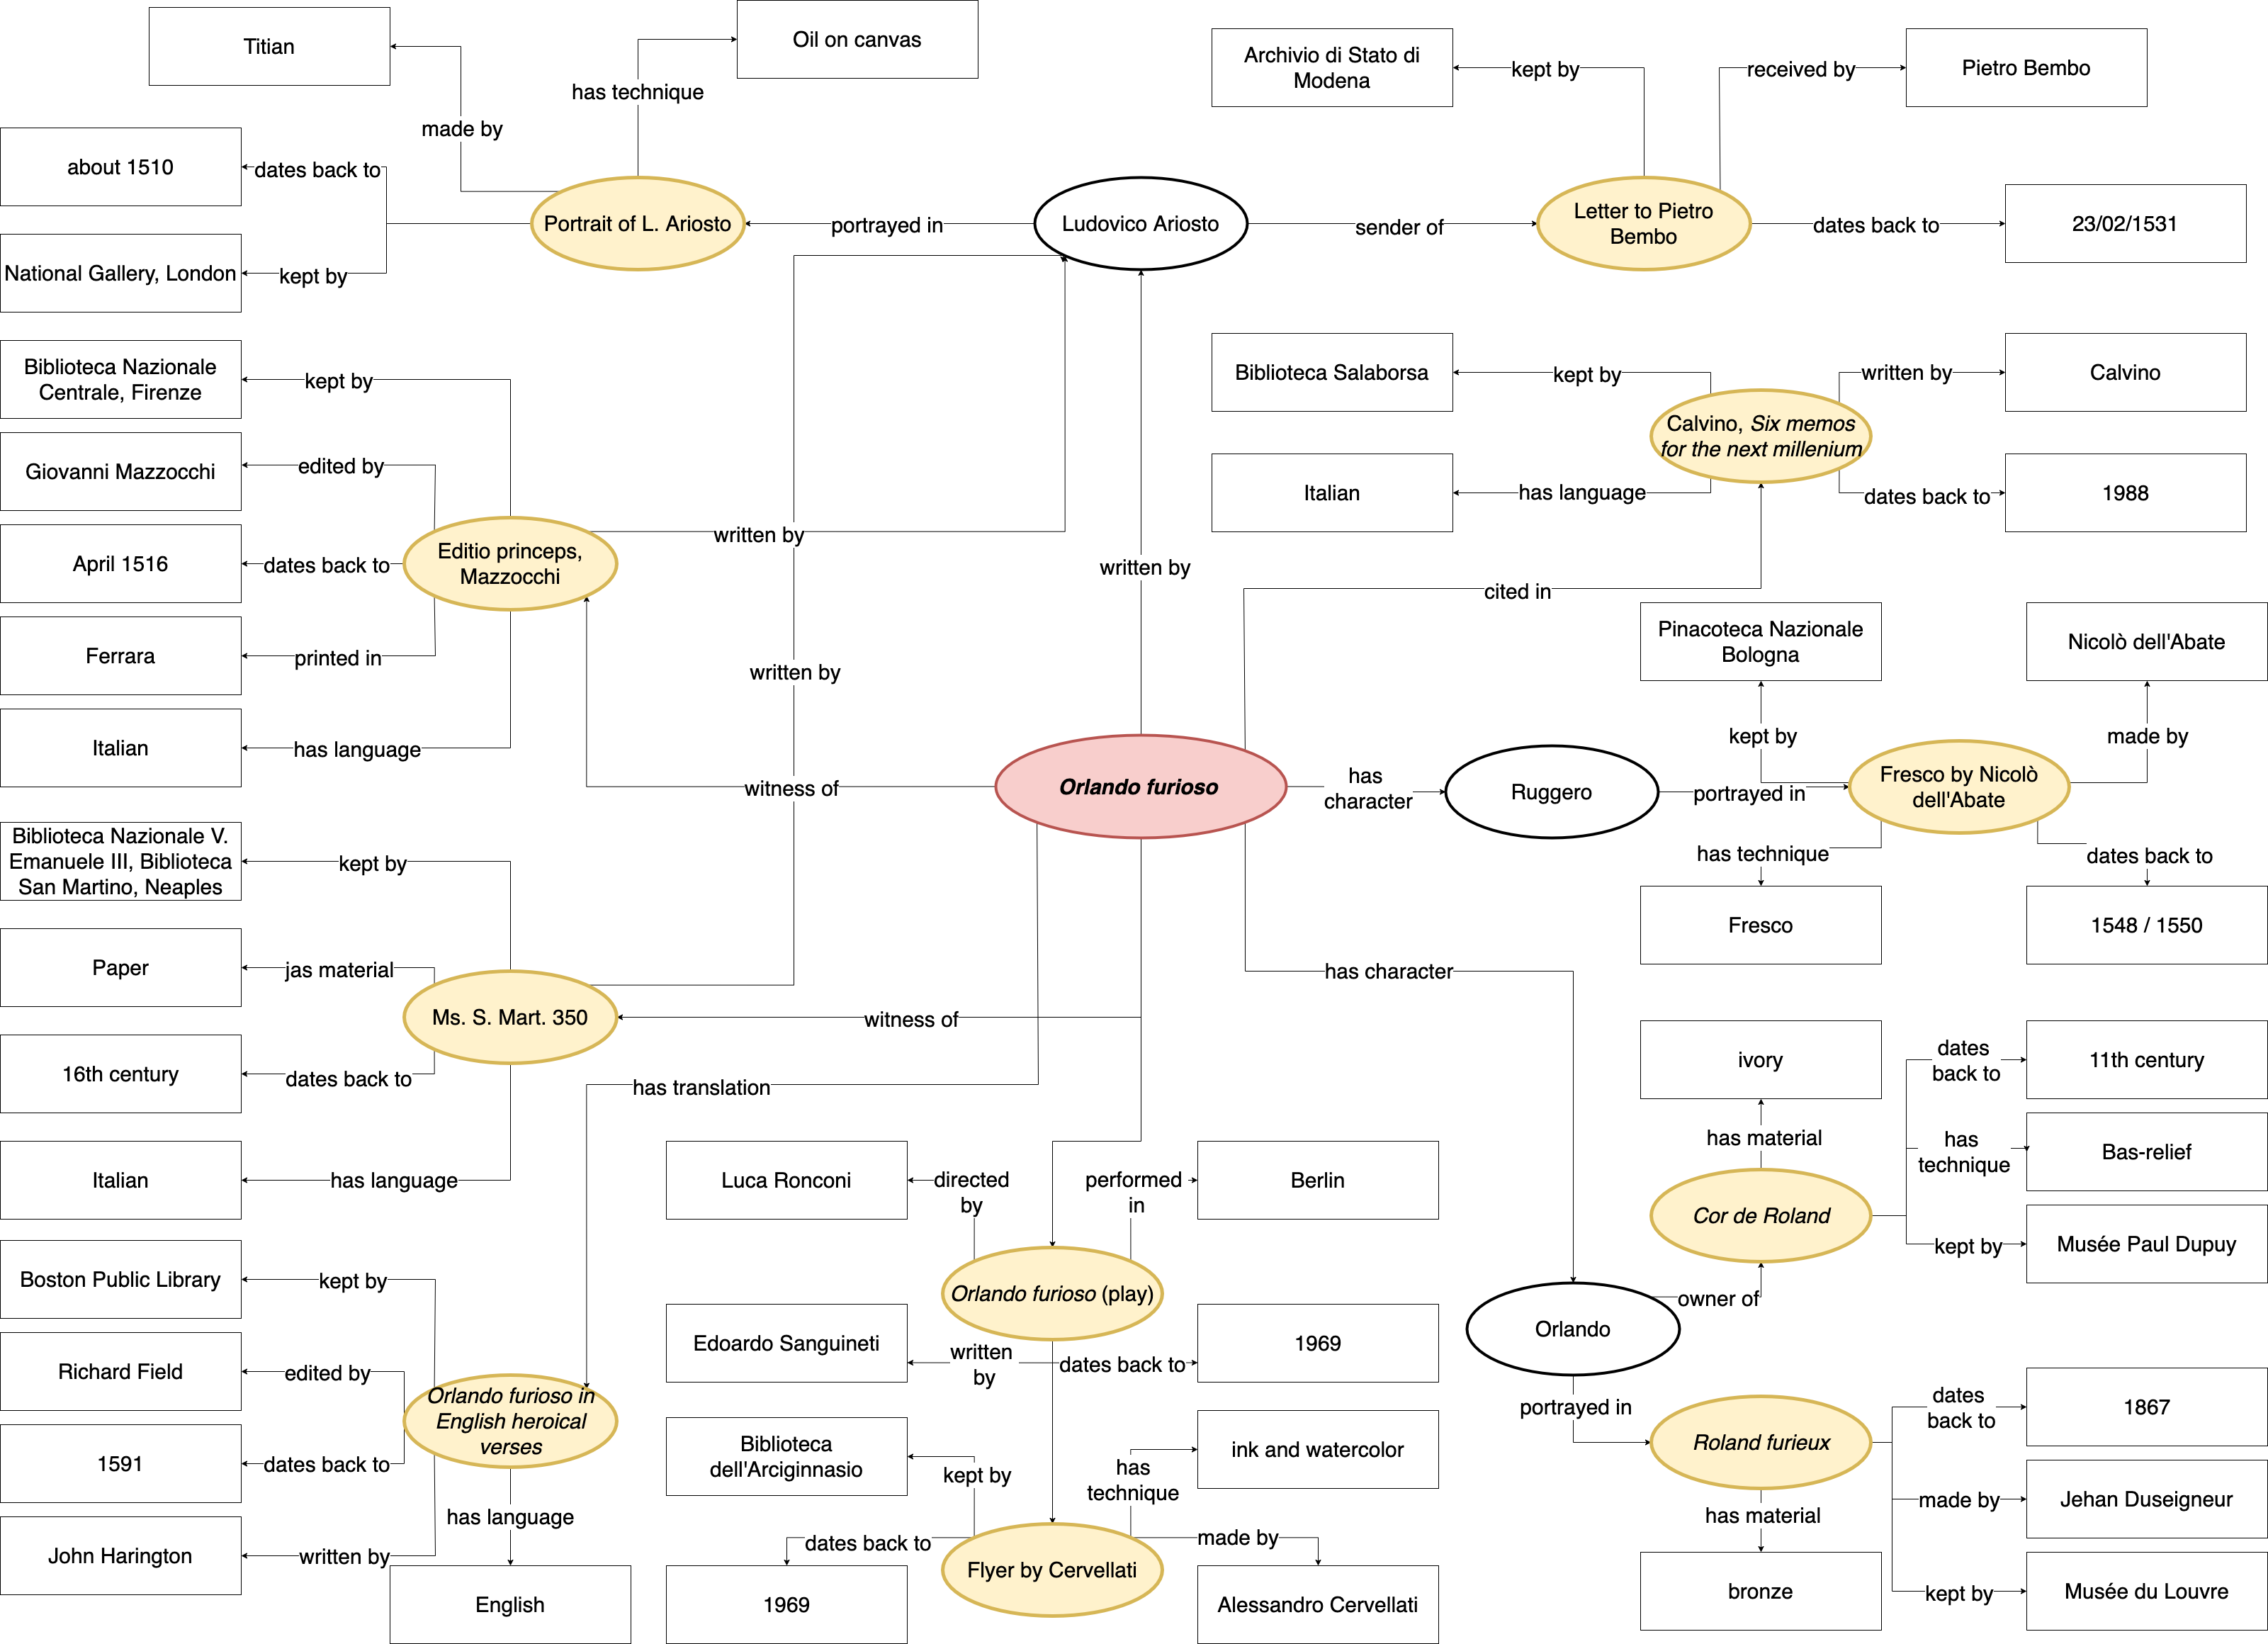 Titian
Oil on canvas
Archivio di Stato di
Modena
kept by
received by
Pietro Bembo
has technique
made by
about 1510
dates back to
Portrait of L. Ariosto
portrayed in
Ludovico Ariosto
sender of
Letter to Pietro
Bembo
dates back to
23/02/1531
National Gallery, London
kept by
Biblioteca Nazionale
Centrale, Firenze
kept by
Biblioteca Salaborsa
kept by
written by
Calvino
Calvino, Six memos
for the next millenium
Giovanni Mazzocchi
edited by
Italian
has language
dates back to
1988
Editio princeps,
Mazzocchi
written by
April 1516
dates back to
written by
cited in
Ferrara
printed in
written by
Pinacoteca Nazionale
Bologna
Nicolò dell'Abate
Italian
has language
kept by
made by
witness of
Orlando furioso
has
character
Ruggero
portrayed in
Fresco by Nicolò
dell'Abate
Biblioteca Nazionale V.
Emanuele III, Biblioteca
San Martino, Neaples
kept by
has technique
dates back to
Fresco
1548 / 1550
Paper
jas material
has character
Ms. S. Mart. 350
witness of
16th century
dates back to
has translation
ivory
dates
back to
11th century
has material
has
technique
Bas-relief
Italian
has language
Luca Ronconi
directed
by
performed
in
Berlin
Cor de Roland
kept by
Musée Paul Dupuy
Boston Public Library
kept by
Orlando furioso (play)
owner of
Orlando
Edoardo Sanguineti
written
by
dates back to
1969
Richard Field
edited by
Orlando furioso in
English heroical
verses
portrayed in
dates
back to
1867
Biblioteca
dell'Arciginnasio
kept by
has
technique
ink and watercolor
Roland furieux
1591
dates back to
has language
has material
made by
Jehan Duseigneur
John Harington
written by
dates back to
Flyer by Cervellati
made by
English
1969
Alessandro Cervellati
bronze
kept by
Musée du Louvre